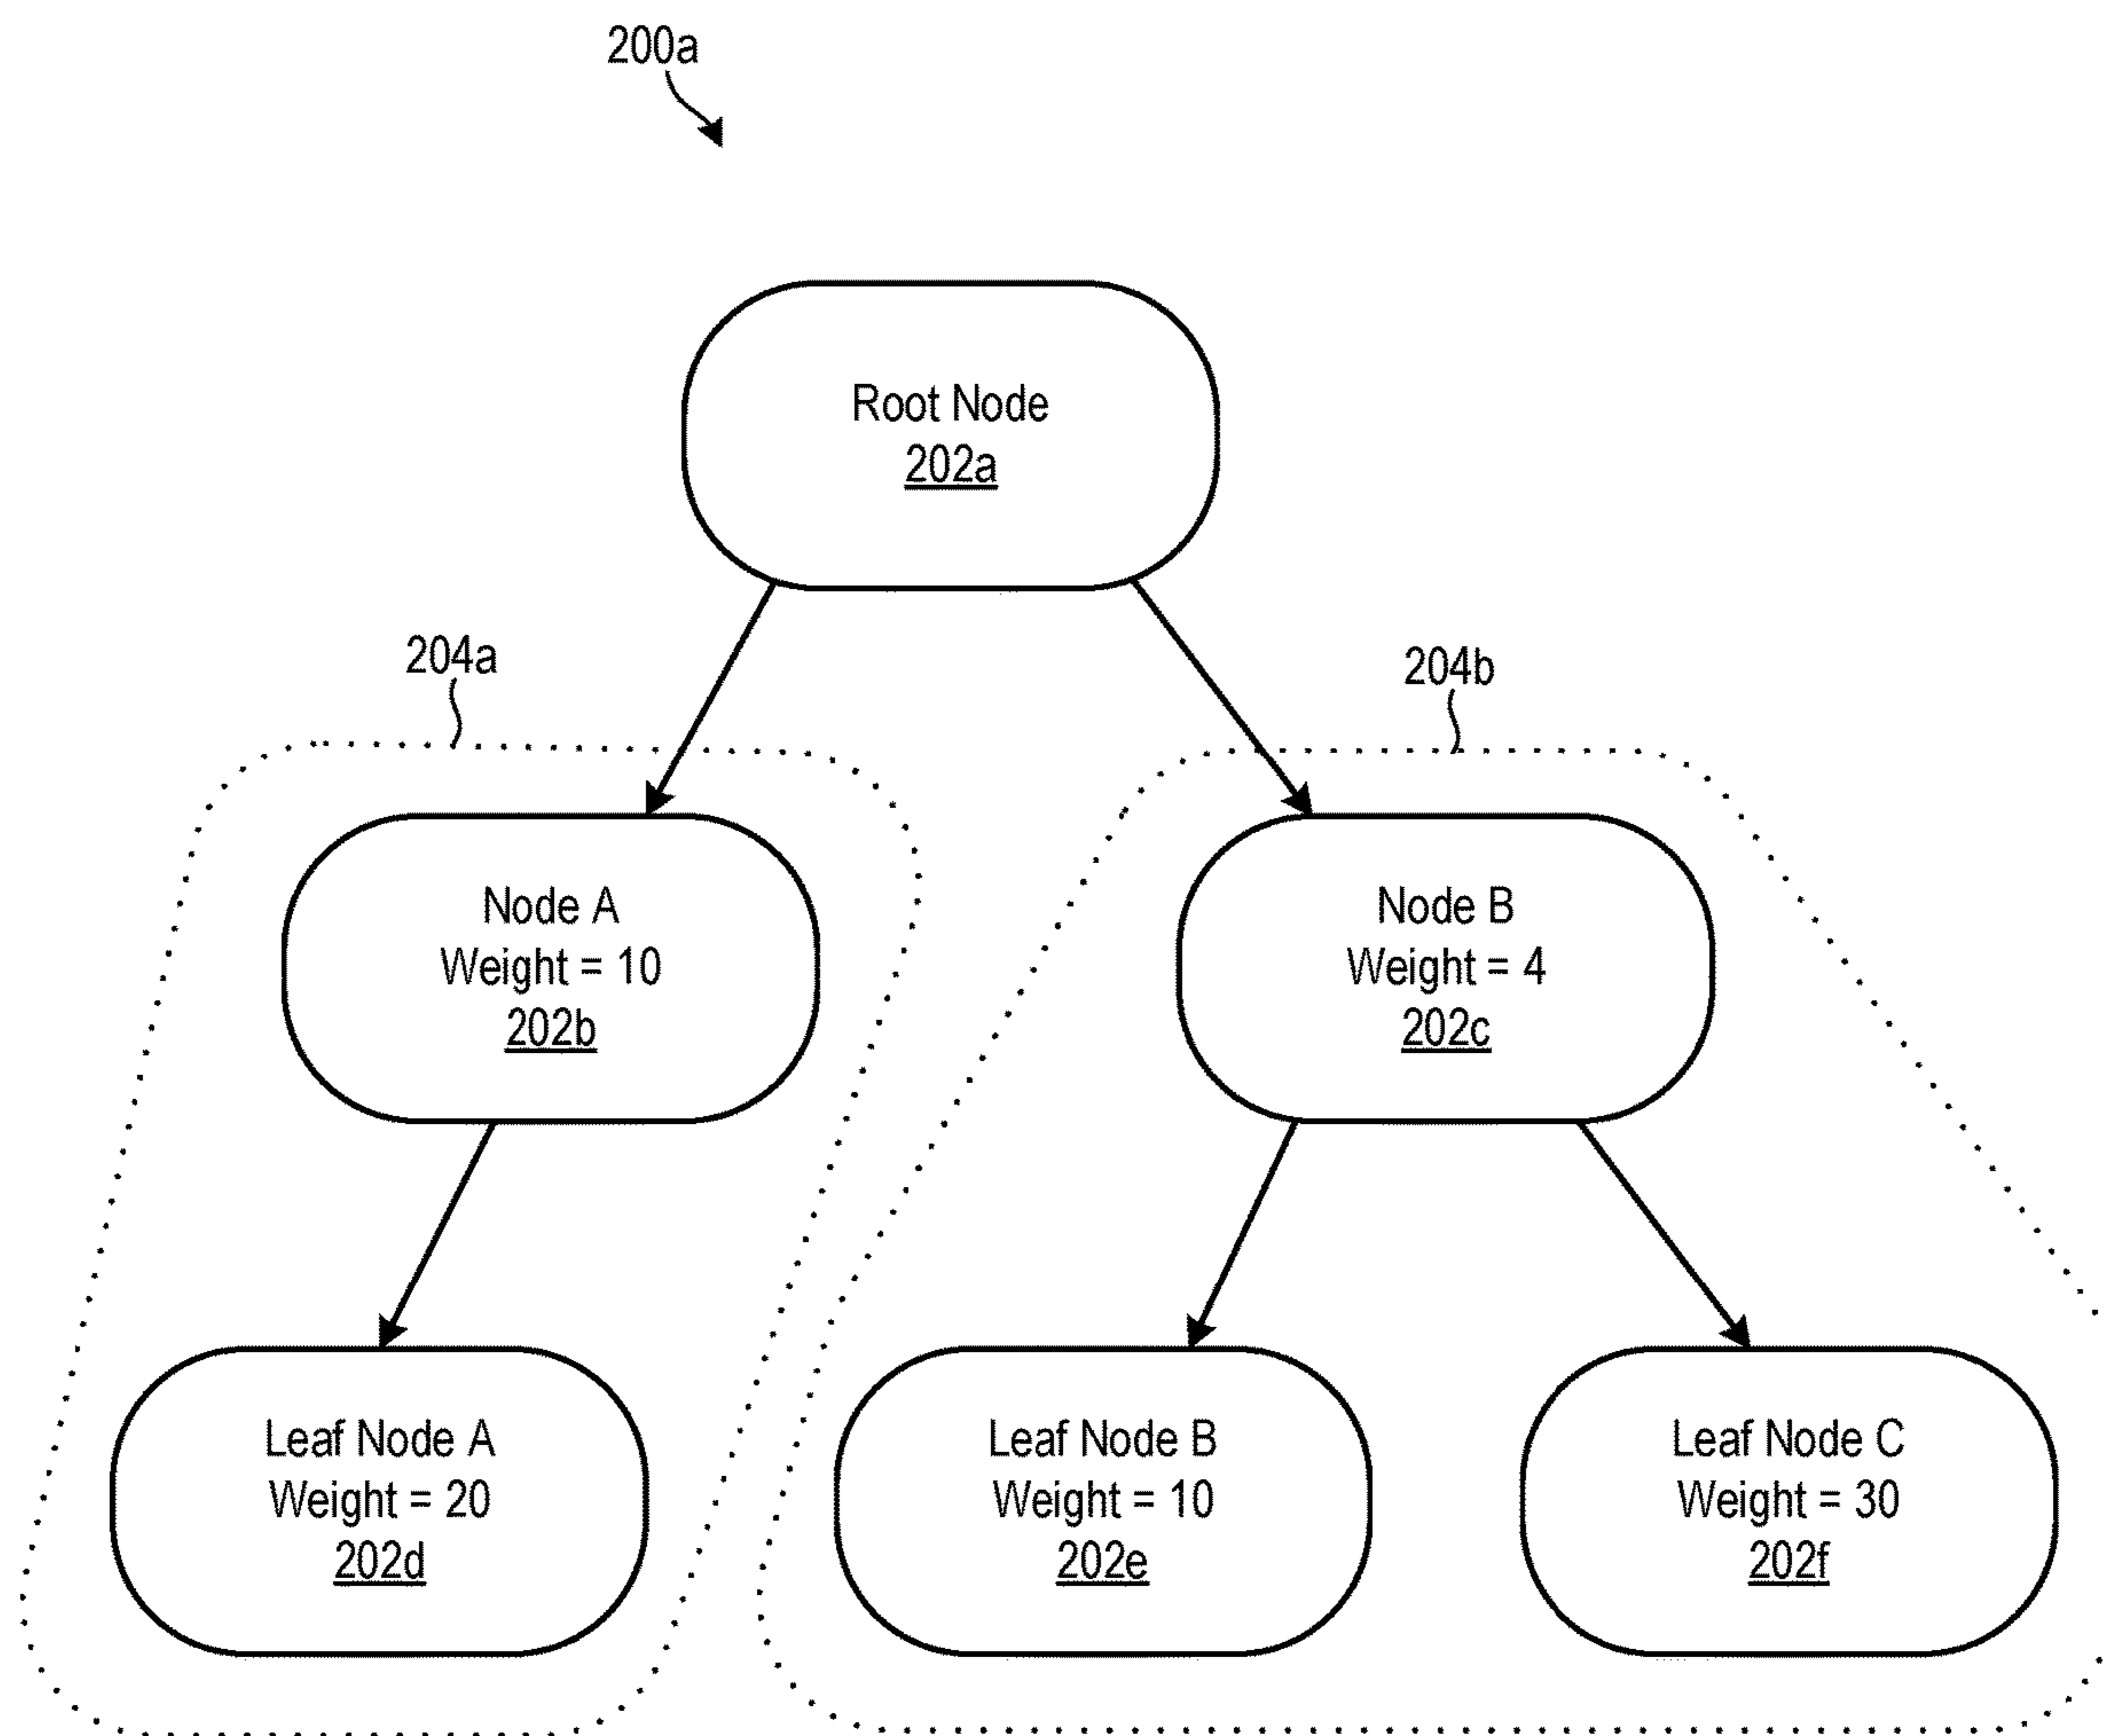 200a
Root Node
202a
204a
204b
Node A
Weight = 10
202b
Node B
Weight = 4
202c
Leaf Node A
Weight = 20
202d
Leaf Node B
Weight = 10
202e
Leaf Node C
Weight = 30
202f